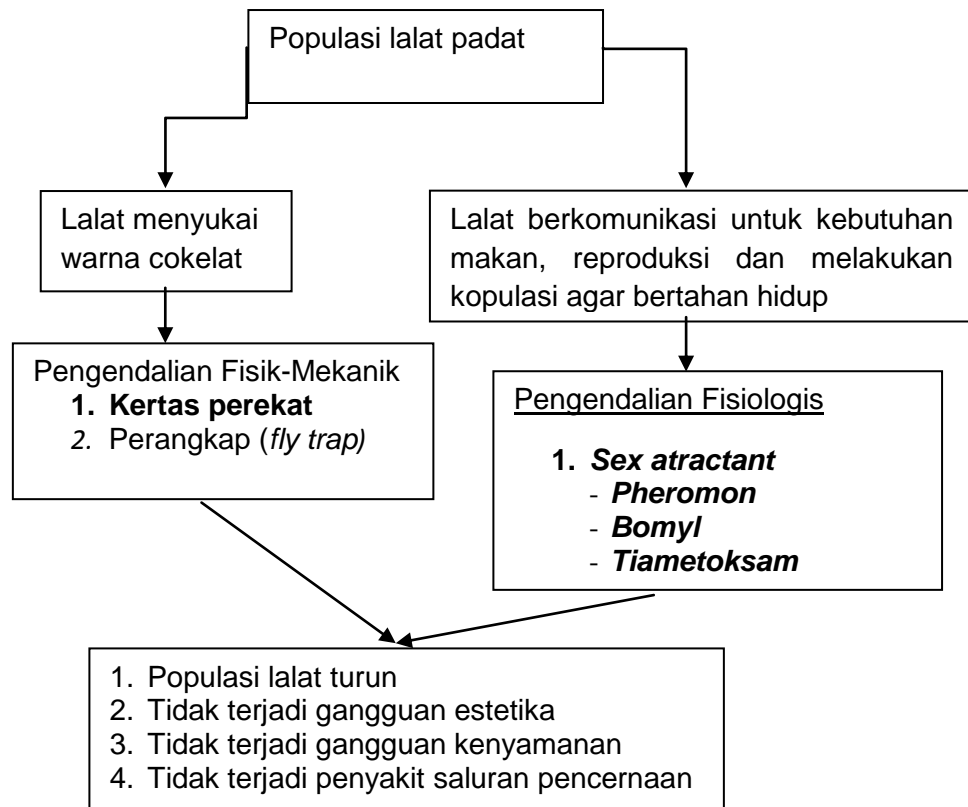 Populasi lalat padat
Lalat menyukai
warna cokelat
Lalat berkomunikasi untuk kebutuhan
makan, reproduksi dan melakukan
kopulasi agar bertahan hidup
Pengendalian Fisik-Mekanik
1. Kertas perekat
2. Perangkap (fly trap)
Pengendalian Fisiologis
1. Sex atractant
- Pheromon
- Bomyl
- Tiametoksam
1. Populasi lalat turun
2. Tidak terjadi gangguan estetika
3. Tidak terjadi gangguan kenyamanan
4. Tidak terjadi penyakit saluran pencernaan